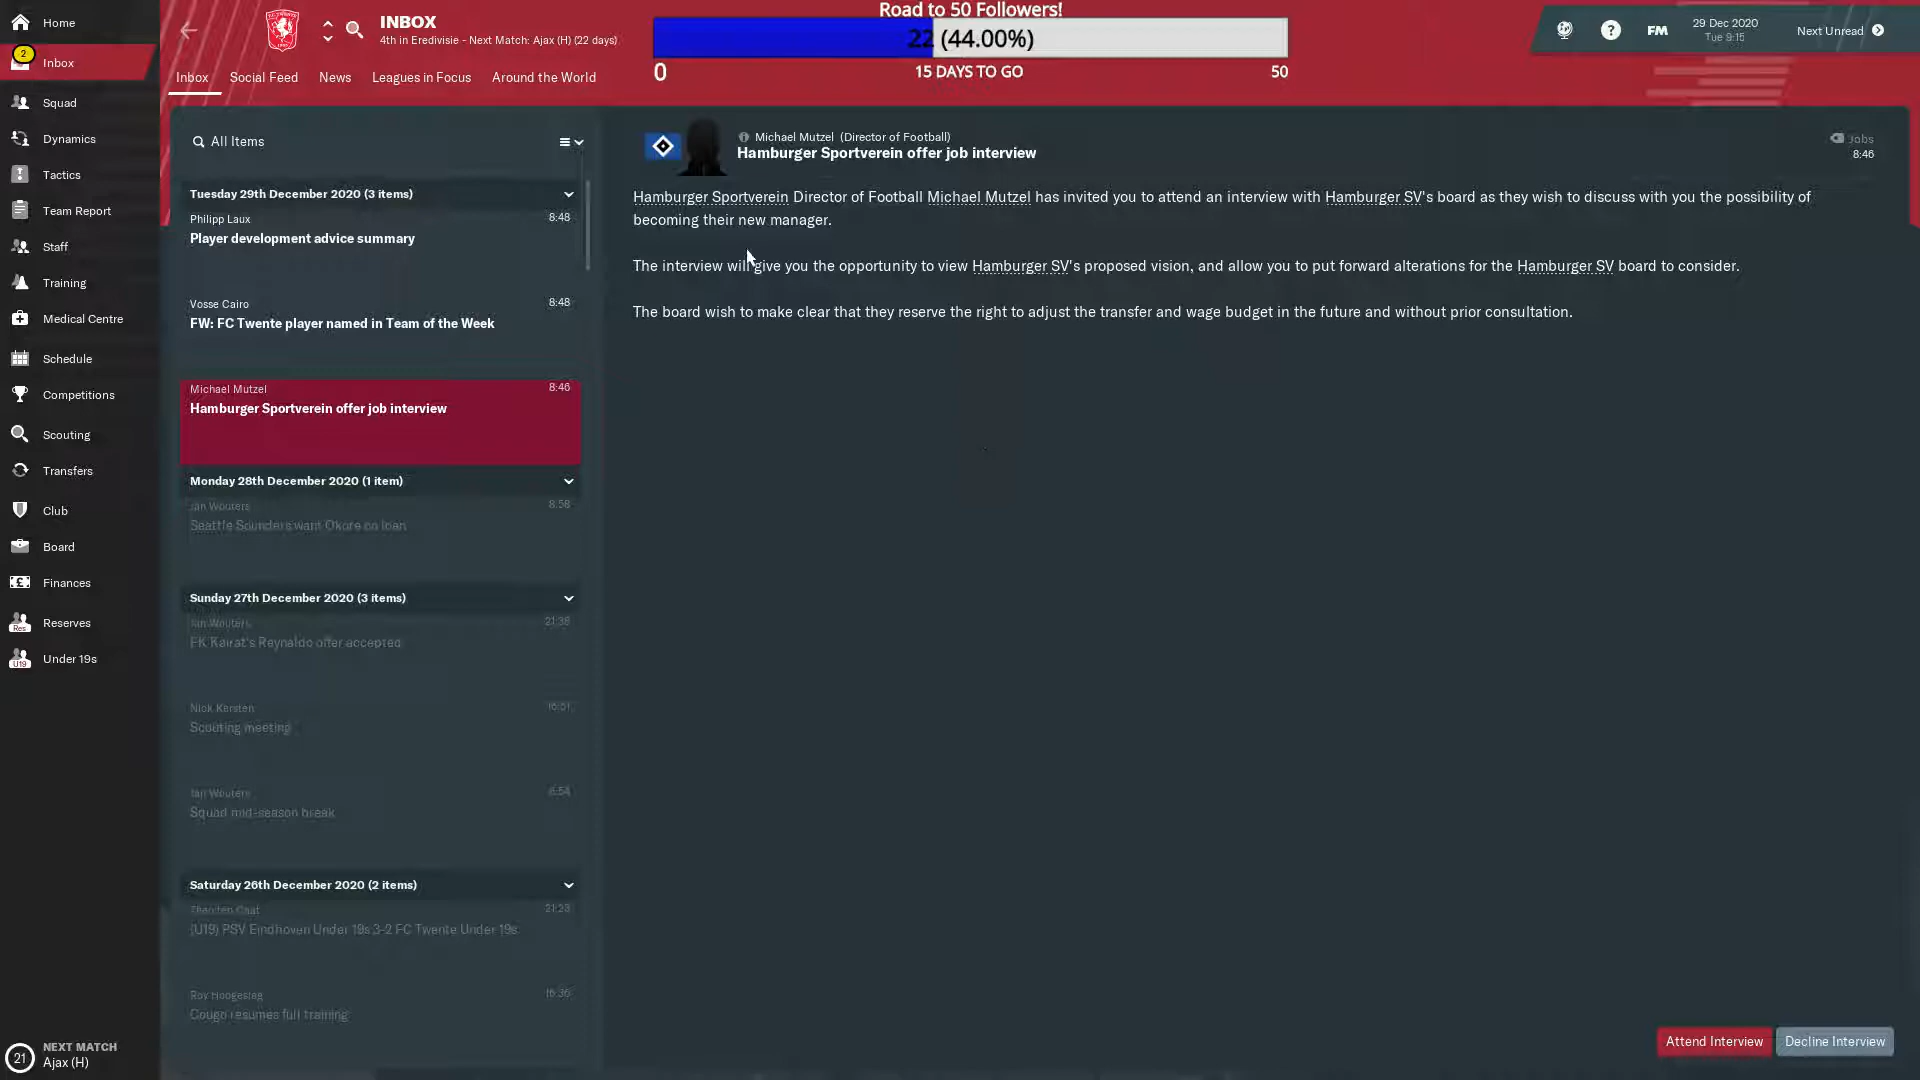 Home
2
Inbox
Squad
Dynamics
Tactics
Team Report
Staff
Training
Medical Centre
Schedule
Competitions
Scouting
Transfers
Club
Board
Finances
Res
Reserves
U19
Under 19s
21
NEXT MATCH
Ajax (H)
INBOX
4th in Eredivisie - Next Match: Ajax (H) (22 days)
Road to 50 Followers!
22 (44.00%)
0
15 DAYS TO GO
50
FM
29 Dec 2020
Tue 9:15
Next Unread
Inbox
Social Feed
News
Leagues in Focus
Around the World
All Items
Tuesday 29th December 2020 (3 items)
Philipp Laux
8:48
Player development advice summary
Vosse Cairo
8:48
FW: FC Twente player named in Team of the Week
Michael Mutzel
8:46
Hamburger Sportverein offer job interview
Monday 28th December 2020 (1 item)
Jan Wouters
8:58
Seattle Sounders want Okore on loan
Sunday 27th December 2020 (3 items)
Jan Wouters
21:38
FK Kairat's Reynaldo offer accepted
Nick Kersten
16:01
Scouting meeting
Jan Wouters
8:54
Squad mid-season break
Saturday 26th December 2020 (2 items)
21:23
(U19) PSV Eindhoven Under 19s 3-2 FC Twente Under 19s
Roy Hoogeslag
16:36
Cougo resumes full training
Michael Mutzel (Director of Football)
Hamburger Sportverein offer job interview
Jobs
8:46
Hamburger Sportverein Director of Football Michael Mutzel has invited you to attend an interview with Hamburger SV's board as they wish to discuss with you the possibility of
becoming their new manager.
The interview will give you the opportunity to view Hamburger SV's proposed vision, and allow you to put forward alterations for the Hamburger SV board to consider.
The board wish to make clear that they reserve the right to adjust the transfer and wage budget in the future and without prior consultation.
Attend Interview
Decline Interview